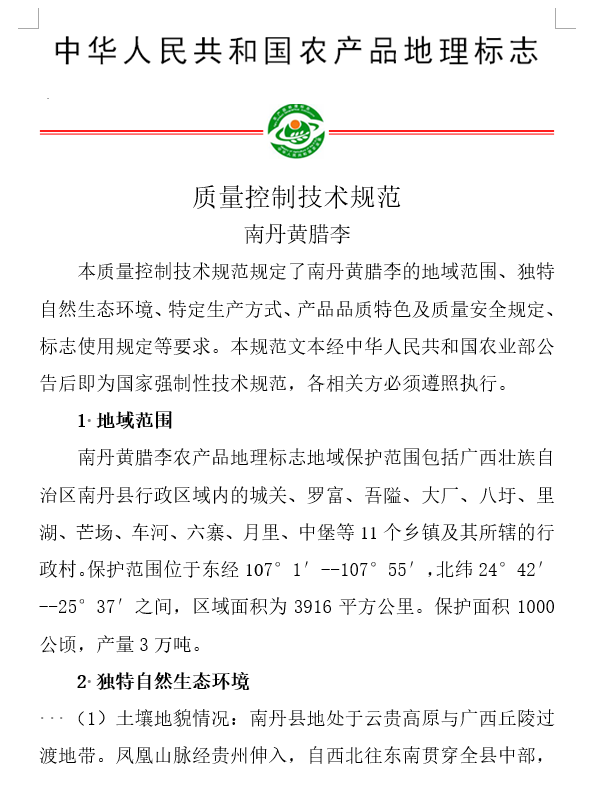 中华人民共和国农产品地理标志
质量控制技术规范
南丹黄腊李
本质量控制技术规范规定了南丹黄腊李的地域范围、独特
自然生态环境、特定生产方式、产品品质特色及质量安全规定、
标志使用规定等要求。本规范文本经中华人民共和国农业部公
告后即为国家强制性技术规范，各相关方必须遵照执行。
1 地域范围
南丹黄腊李农产品地理标志地域保护范围包括广西壮族自
治区南丹县行政区域内的城关、罗富、吾隘、大厂、八圩、里
湖、芒场、车河、六寨、月里、中堡等 11 个乡镇及其所辖的行
政村。保护范围位于东经 107°1′--107°55′,北纬 24°42′
--25°37′之间，区域面积为 3916 平方公里。保护面积 1000
公顷，产量 3 万吨。
2 独特自然生态环境
（1）土壤地貌情况：南丹县地处于云贵高原与广西丘陵过
渡地带。凤凰山脉经贵州伸入，自西北往东南贯穿全县中部，